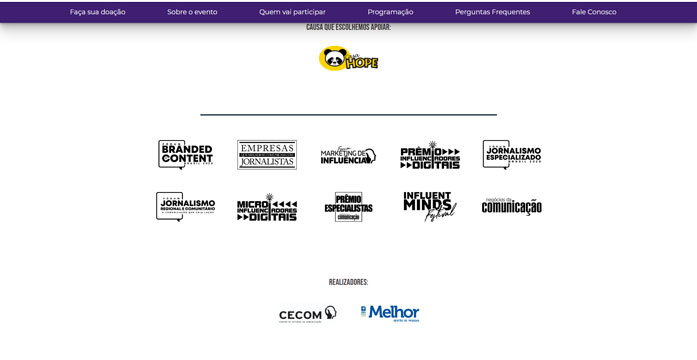 Faça sua doação
Sobre o evento
Quem vai participar
Programação
Perguntas Frequentes
Fale Conosco
CAUSA QUE ESCOLHEMOS APOIAR:
HOPE
BRANDED
CONTENT
EMPRESAS
JORNALISTAS
MARKETING DE
INFLUÊNCIA
PRÊMIO
INFLUENCIADORES
DIGITAIS
JORNALISMO
ESPECIALIZADO
JORNALISMO
REGIONAL E COMUNITÁRIO
MICRO
INFLUENCIADORES
DIGITAIS
PRÊMIO
ESPECIALISTAS
comunicação
INFLUENT
MINDS
Festival
negócios da
comunicação
REALIZADORES:
CECOM
Melhor